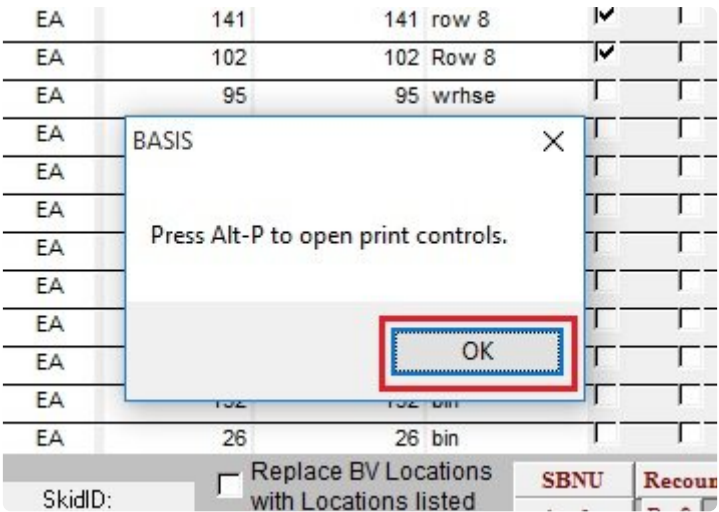 EA 141 141 row 8
EA 102 102 Row 8
EA 95 95 wrhse
EA
BASIS
EA
EA
Press Alt-P to open print controls.
EA
EA
EA
OK
EA
EA bin
EA 26 26 bin
Replace BV Locations
with Locations listed
SkidID:
SBNU
Recoun